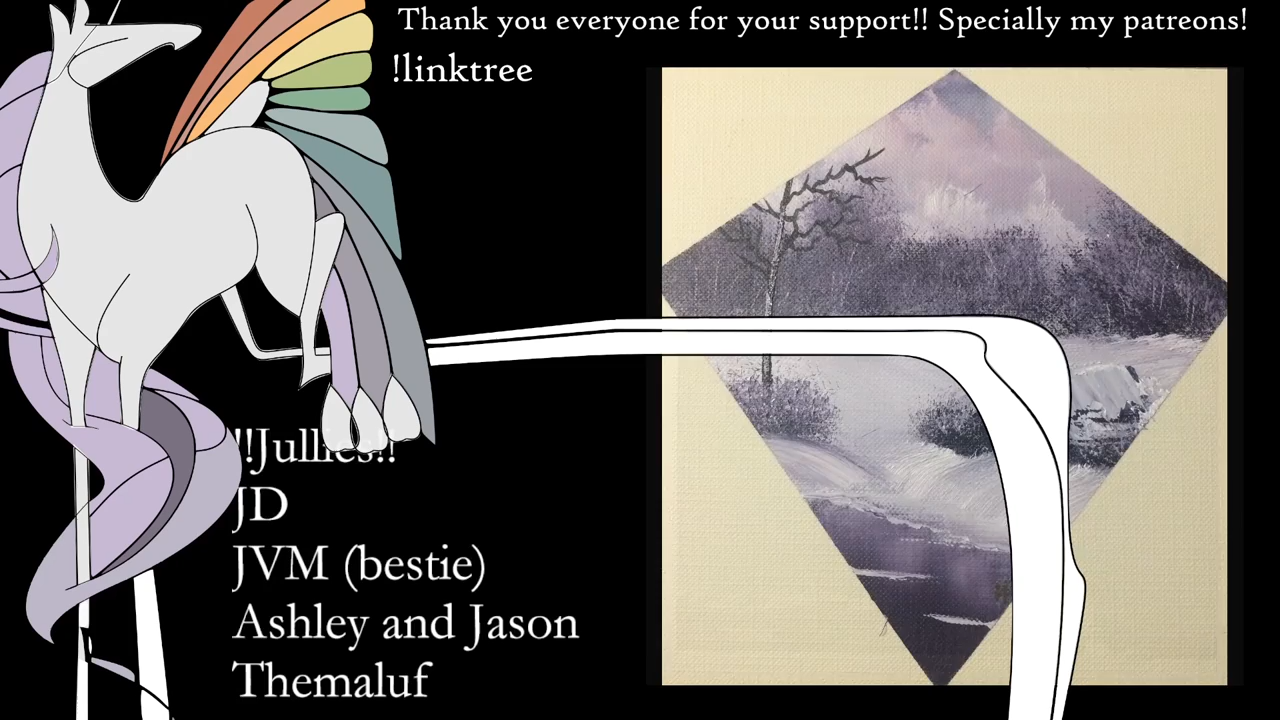 Thank you everyone for your support!! Specially my patreons!
!linktree
!!Jullies!!
JD
JVM (bestie)
Ashley and Jason
Themaluf